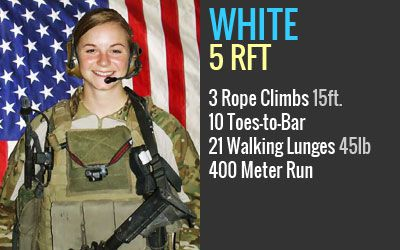 WHITE
5 RFT
3 Rope Climbs 15ft.
10 Toes-to-Bar
21 Walking Lunges 45lb
400 Meter Run